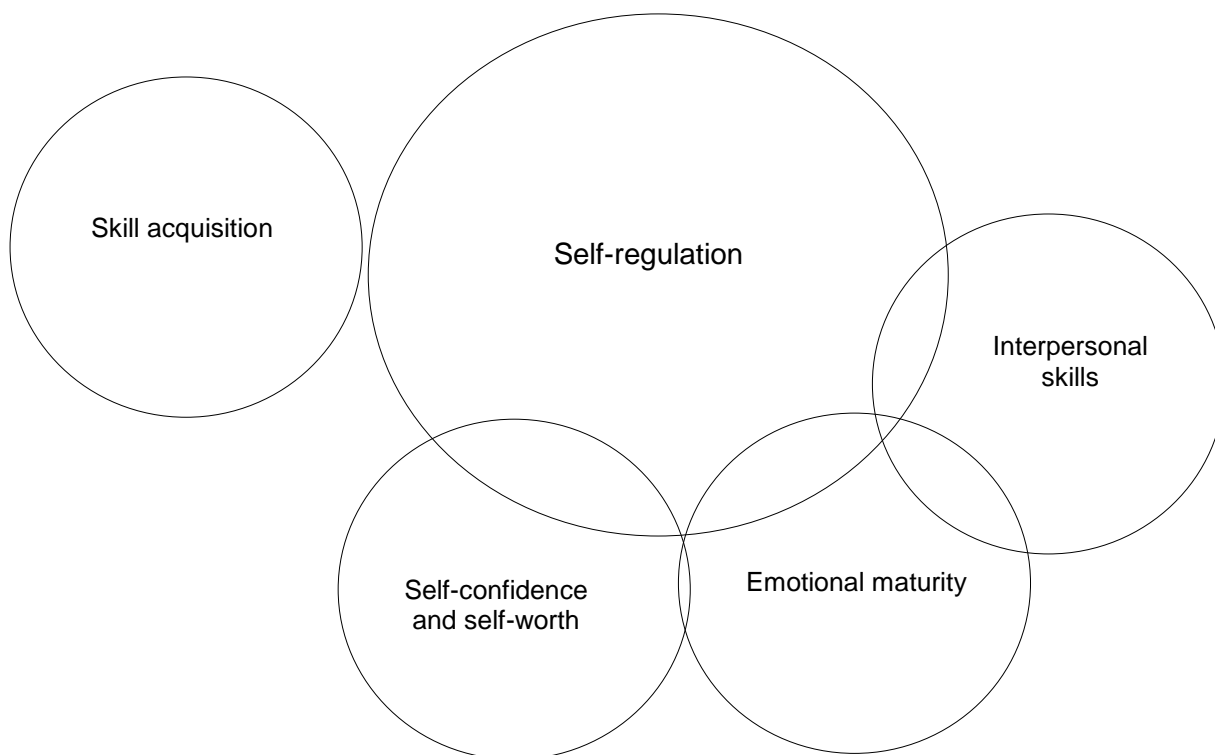 Skill acquisition
Self-regulation
Interpersonal
skills
Self-confidence
and self-worth
Emotional maturity